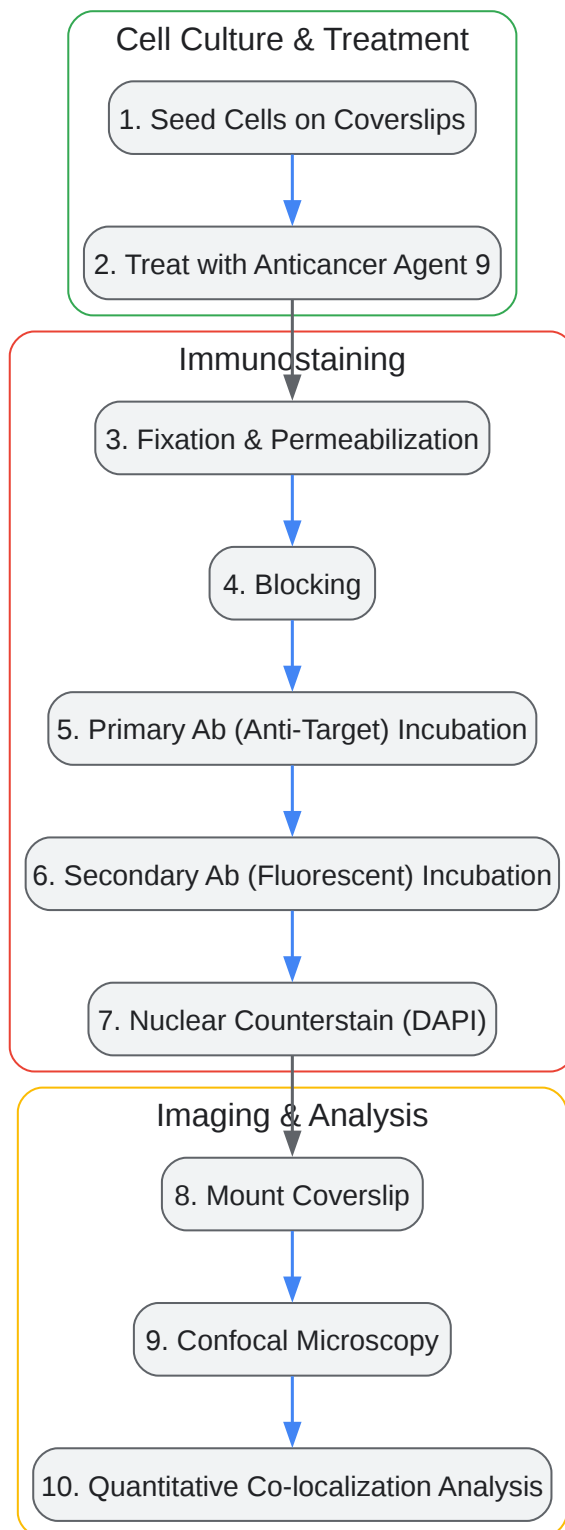 Cell Culture & Treatment
1. Seed Cells on Coverslips
2. Treat with Anticancer Agent 9
Immunostaining
3. Fixation & Permeabilization
4. Blocking
5. Primary Ab (Anti-Target) Incubation
6. Secondary Ab (Fluorescent) Incubation
7. Nuclear Counterstain (DAPI)
Imaging & Analysis
8. Mount Coverslip
9. Confocal Microscopy
10. Quantitative Co-localization Analysis